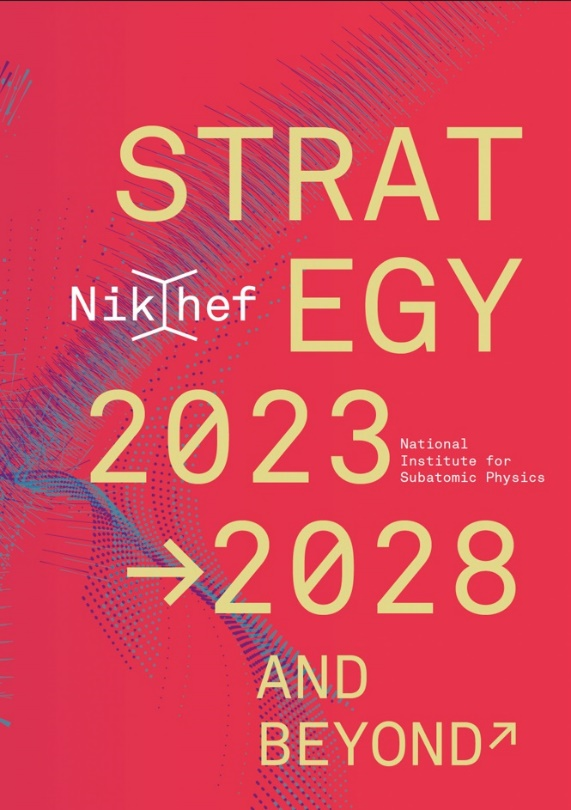 STRAT
Nikhef
EGY
2023
National
Institute for
Subatomic Physics
→2028
AND
BEYOND↗